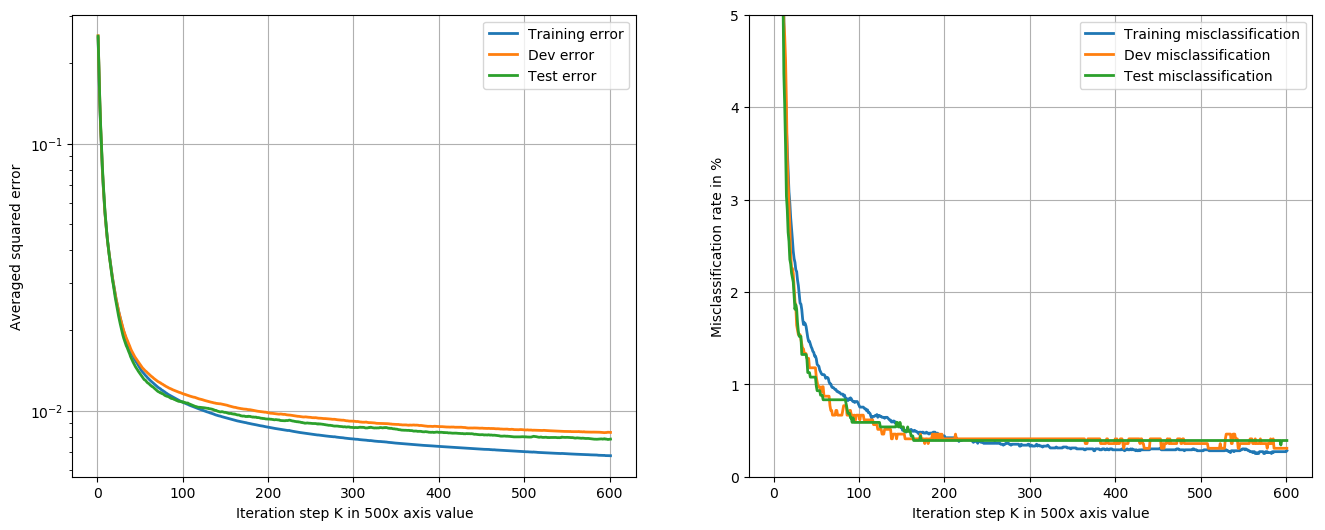 Training error
Dev error
Test error
10⁻¹
10⁻²
Averaged squared error
0 100 200 300 400 500 600
Iteration step K in 500x axis value
Training misclassification
Dev misclassification
Test misclassification
5
4
3
2
1
0
Misclassification rate in %
0 100 200 300 400 500 600
Iteration step K in 500x axis value